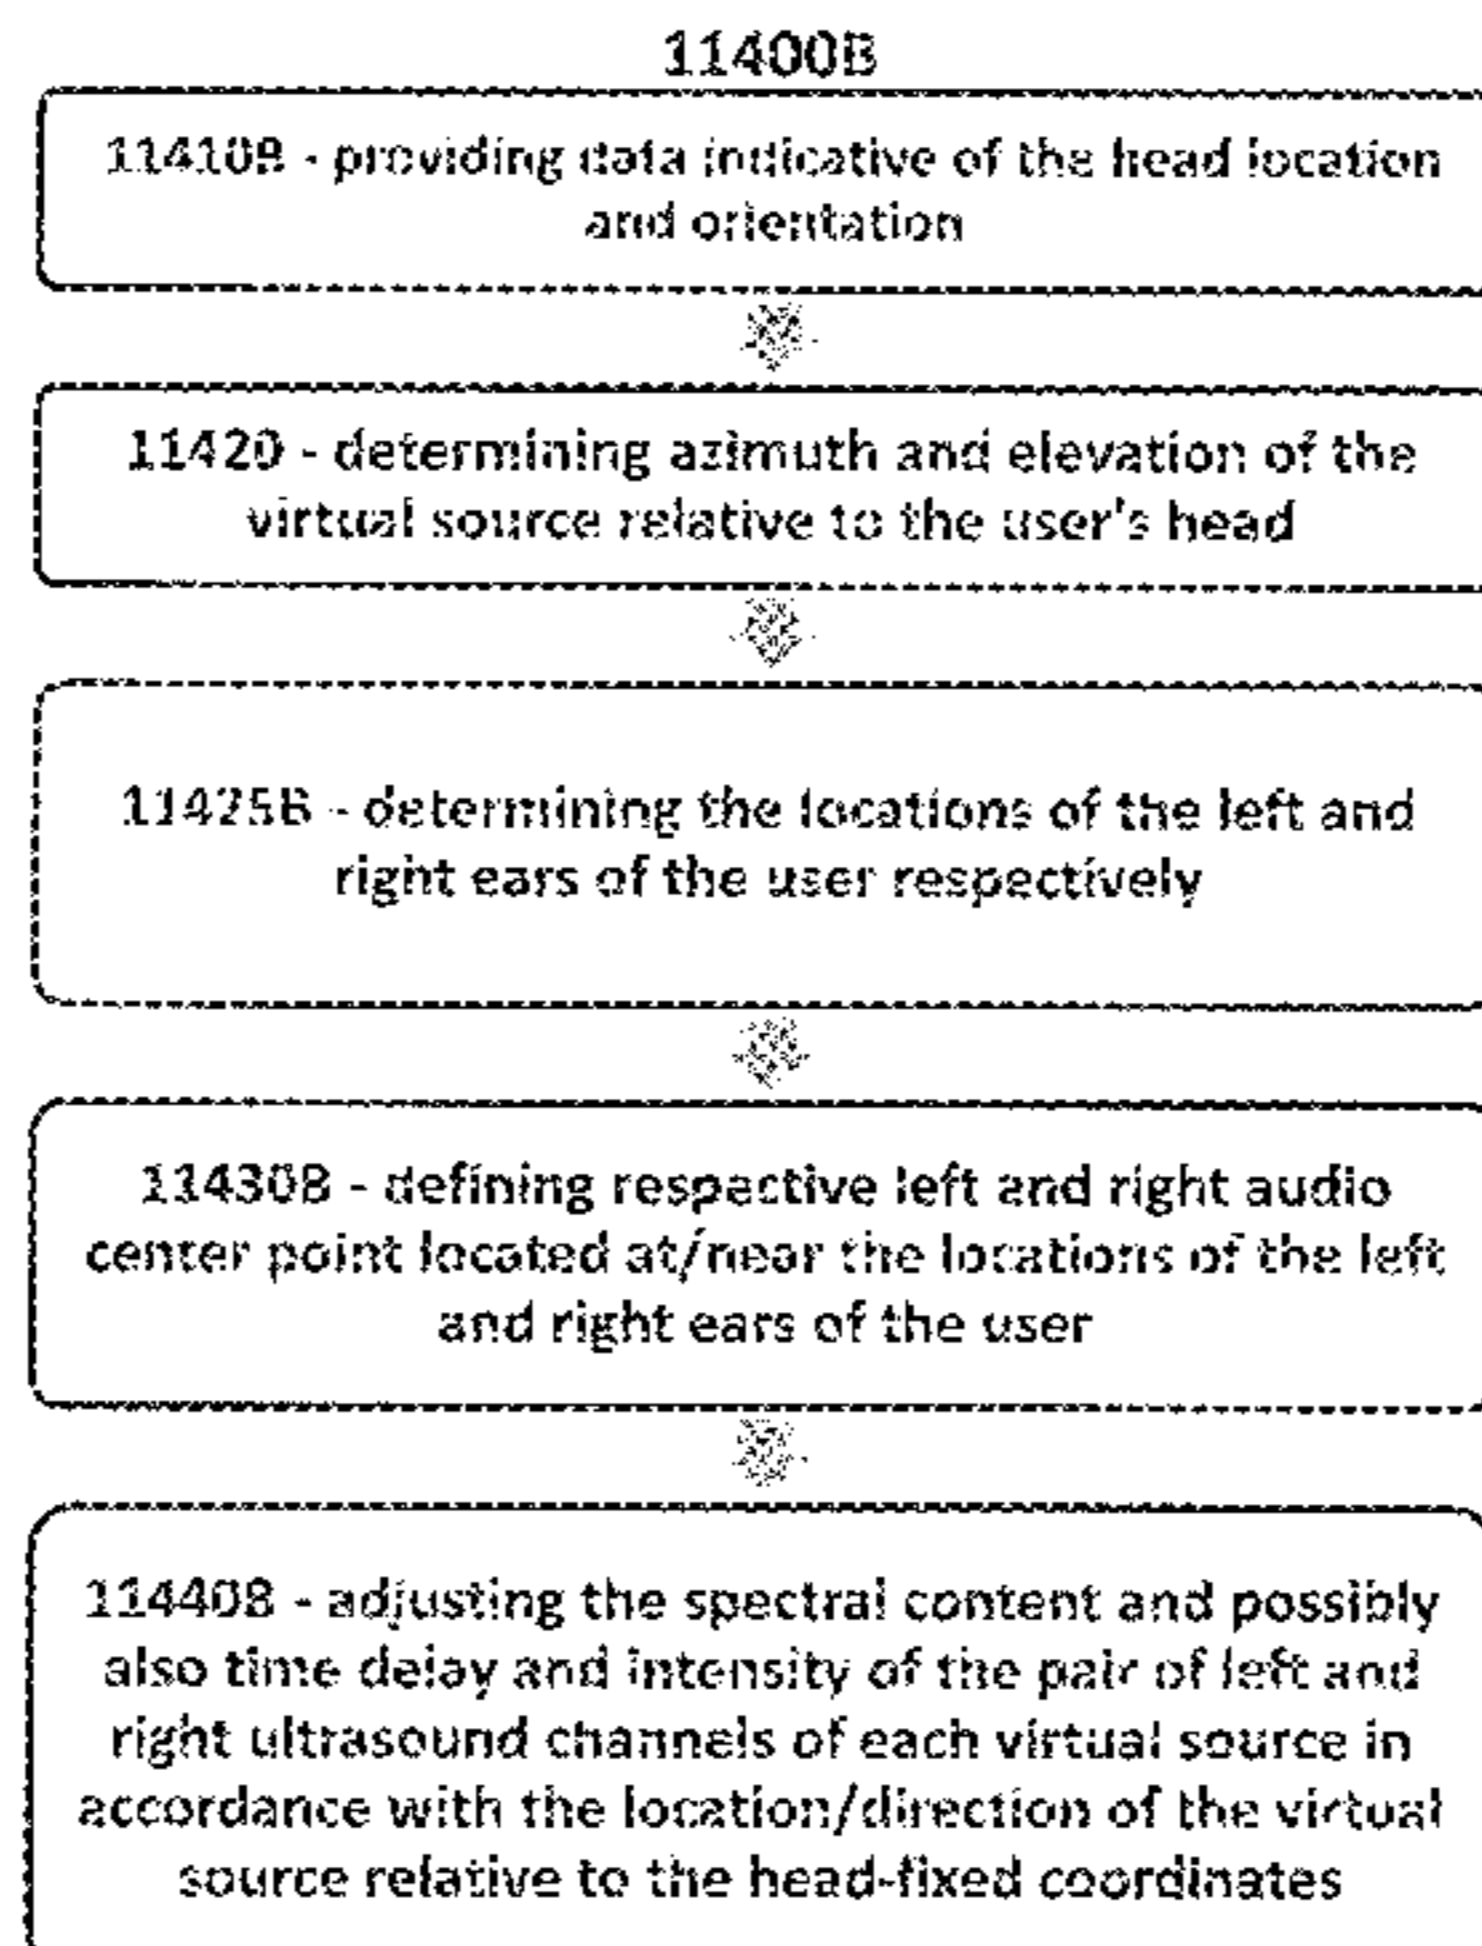 11400B
11410B - providing data indicative of the head location
and orientation
11420 - determining azimuth and elevation of the
virtual source relative to the user's head
11425B - determining the locations of the left and
right ears of the user respectively
11430B - defining respective left and right audio
center point located at/near the locations of the left
and right ears of the user
11440B - adjusting the spectral content and possibly
also time delay and intensity of the pair of left and
right ultrasound channels of each virtual source in
accordance with the location/direction of the virtual
source relative to the head-fixed coordinates